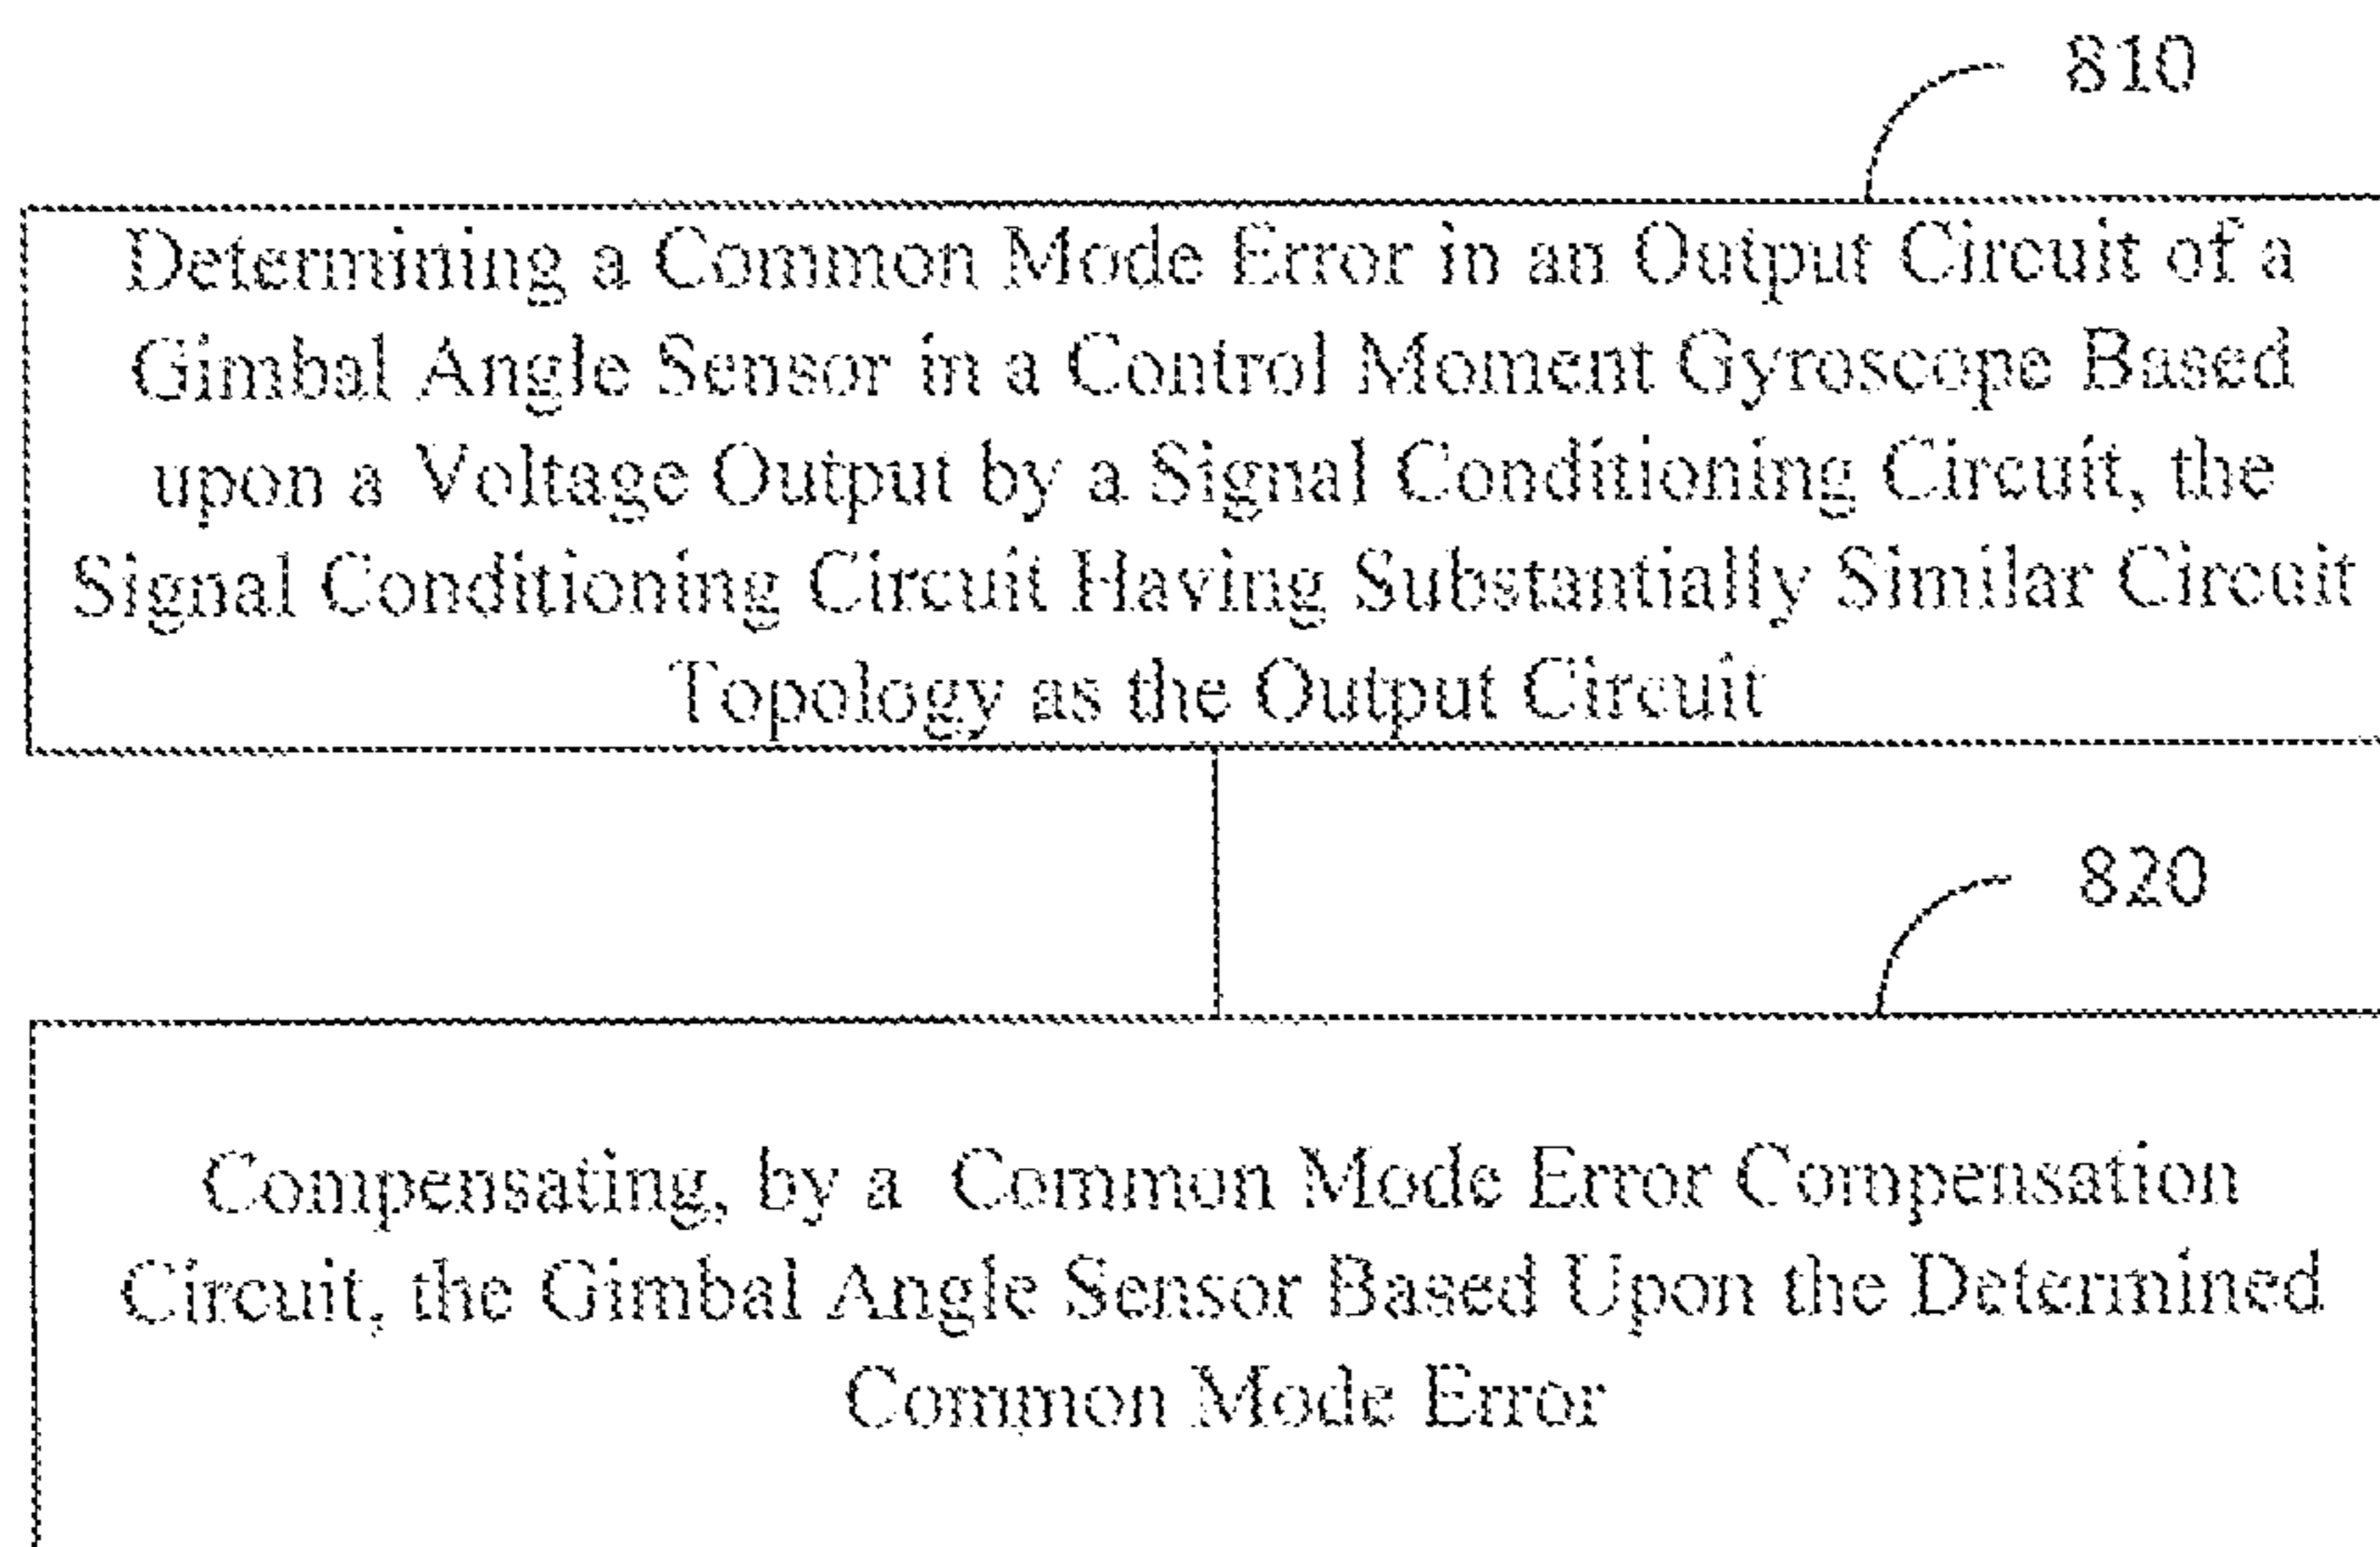 810
Determining a Common Mode Error in an Output Circuit of a
Gimbal Angle Sensor in a Control Moment Gyroscope Based
upon a Voltage Output by a Signal Conditioning Circuit, the
Signal Conditioning Circuit Having Substantially Similar Circuit
Topology as the Output Circuit
820
Compensating, by a Common Mode Error Compensation
Circuit, the Gimbal Angle Sensor Based Upon the Determined
Common Mode Error